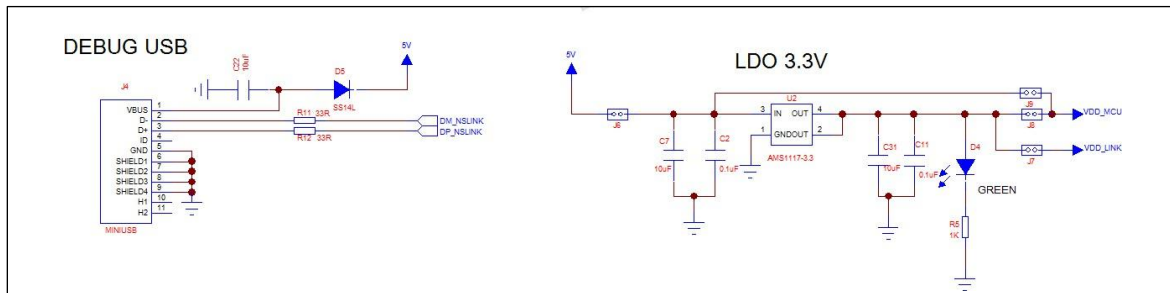 DEBUG USB
5V
C22
10uF
D5
SS14L
J4
VBUS 1
D- 2
D+ 3
ID 4
GND 5
SHIELD1 6
SHIELD2 7
SHIELD3 8
SHIELD4 9
H1 10
H2 11
MINIUSB
R11 33R
R12 33R
DM_NSLINK
DP_NSLINK
LDO 3.3V
5V
J6
C7
10uF
C2
0.1uF
U2
3 IN OUT 4
1 GNDOUT 2
AMS1117-3.3
C31
10uF
C11
0.1uF
D4
GREEN
R5
1K
J9
J8
VDD_MCU
J7
VDD_LINK